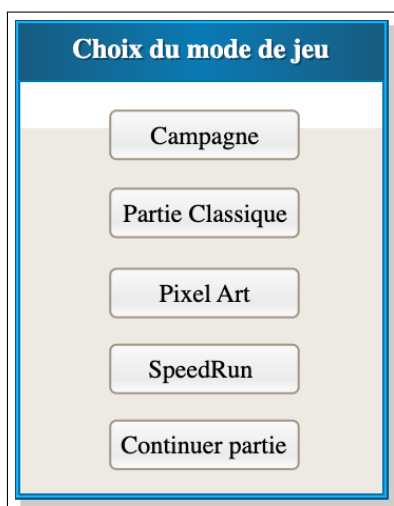 Choix du mode de jeu
Campagne
Partie Classique
Pixel Art
SpeedRun
Continuer partie